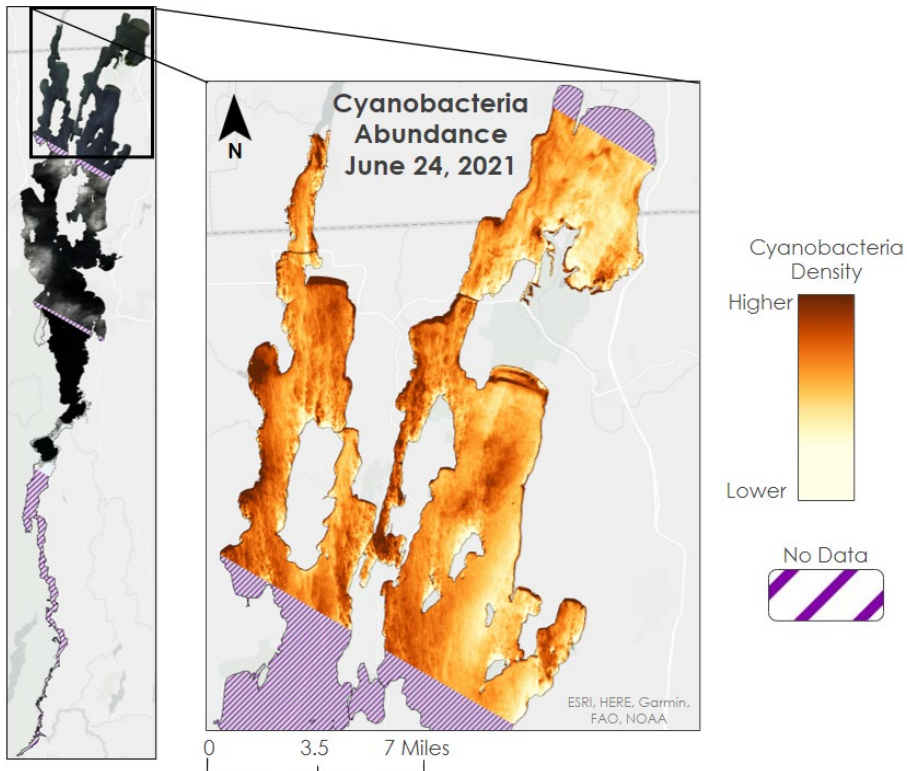 Cyanobacteria
Abundance
June 24, 2021
N
Cyanobacteria
Density
Higher
Lower
No Data
ESRI, HERE, Garmin,
FAO, NOAA
0 3.5 7 Miles